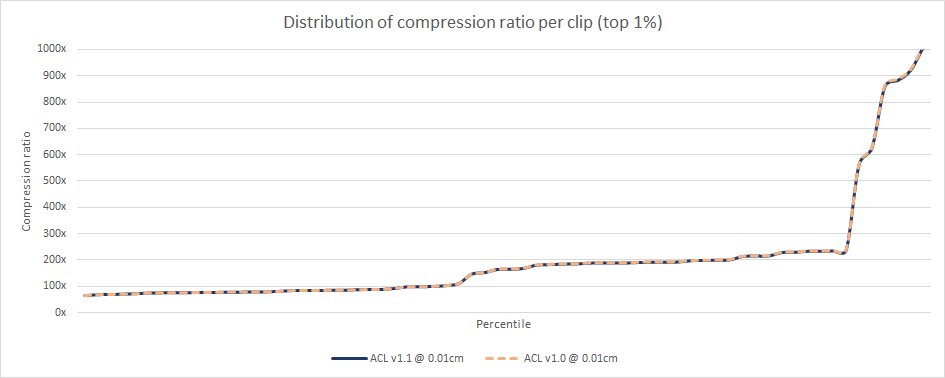 Distribution of compression ratio per clip (top 1%)
1000x
900x
800x
700x
600x
500x
400x
300x
200x
100x
0x
Compression ratio
Percentile
ACL v1.1 @ 0.01cm
ACL v1.0 @ 0.01cm